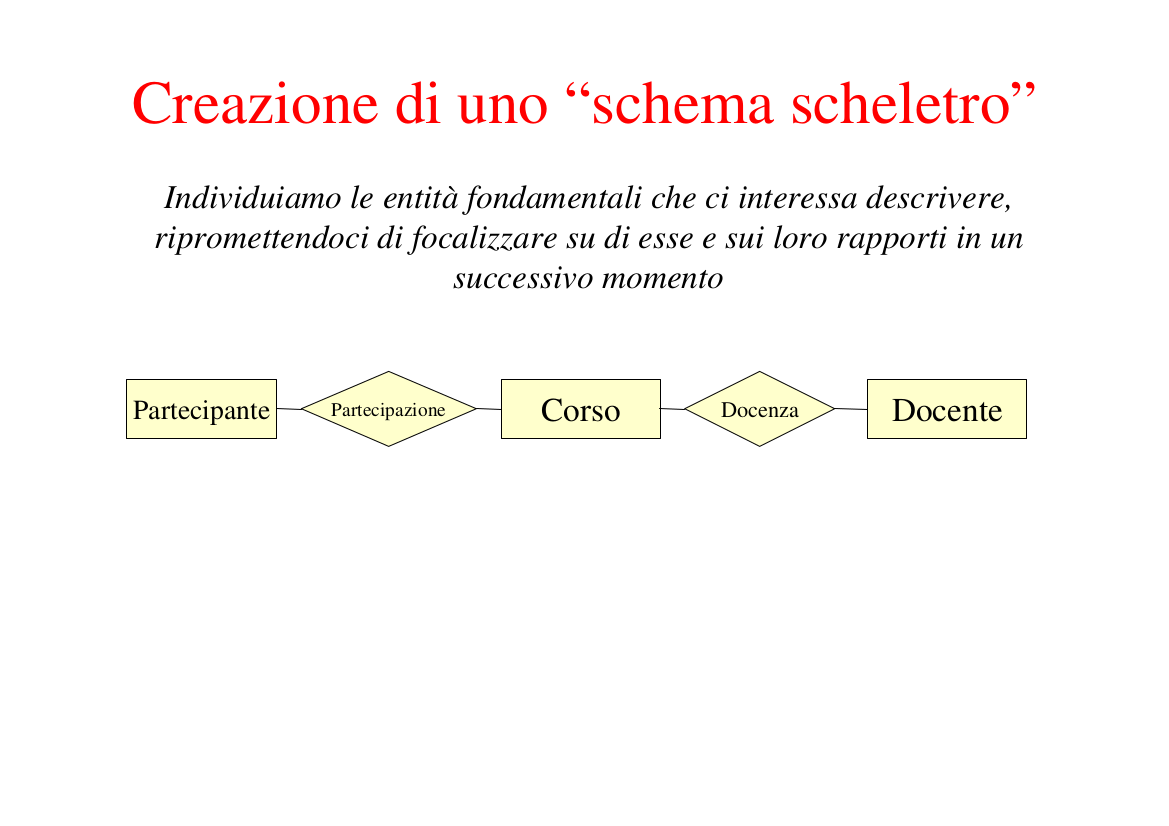 Creazione di uno “schema scheletro”
Individuiamo le entità fondamentali che ci interessa descrivere,
ripromettendoci di focalizzare su di esse e sui loro rapporti in un
successivo momento
Partecipante Partecipazione Corso Docenza Docente